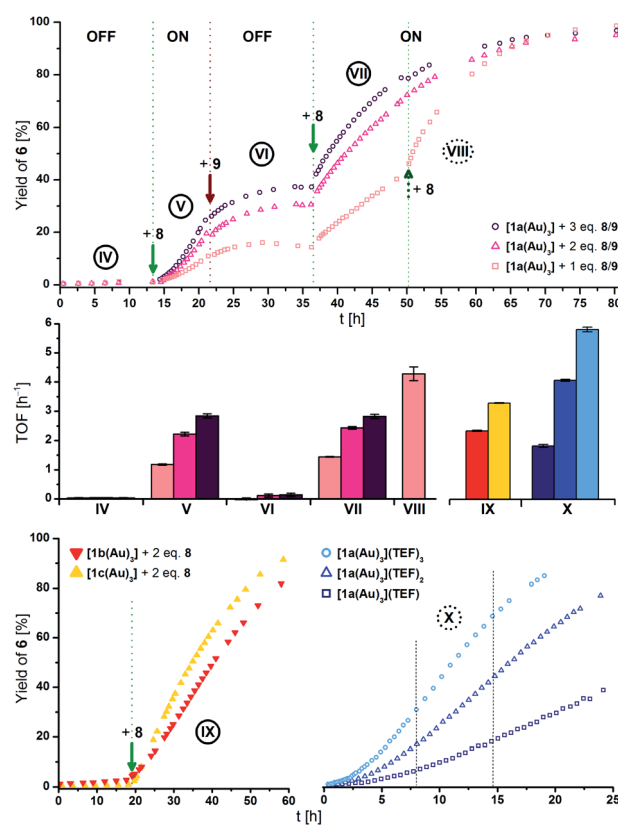 OFF ON OFF ON
100
80
60
40
20
0
Yield of 6 [%]
IV
+ 8
V
+ 9
VI
+ 8
VII
VIII
+ 8
[1a(Au)₃] + 3 eq. 8/9
[1a(Au)₃] + 2 eq. 8/9
[1a(Au)₃] + 1 eq. 8/9
0 5 10 15 20 25 30 35 40 45 50 55 60 65 70 75 80
t [h]
6
5
4
3
2
1
0
TOF [h⁻¹]
IV V VI VII VIII IX X
100
80
60
40
20
0
Yield of 6 [%]
[1b(Au)₃] + 2 eq. 8
[1c(Au)₃] + 2 eq. 8
+ 8
IX
0 10 20 30 40 50 60
[1a(Au)₃](TEF)₃
[1a(Au)₃](TEF)₂
[1a(Au)₃](TEF)
X
0 5 10 15 20 25
t [h]